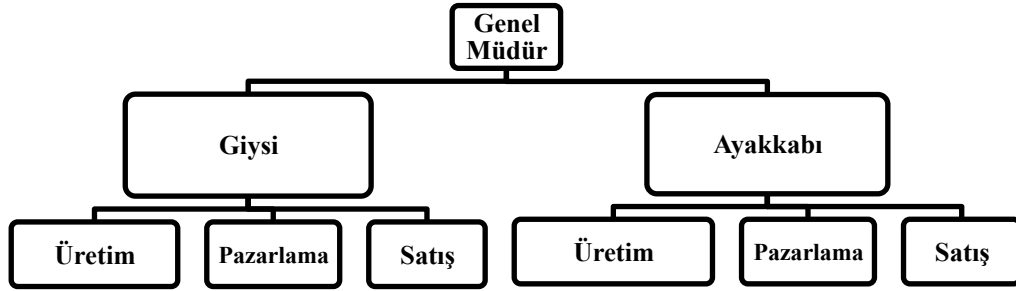 Genel
Müdür
Giysi
Ayakkabı
Üretim
Pazarlama
Satış
Üretim
Pazarlama
Satış